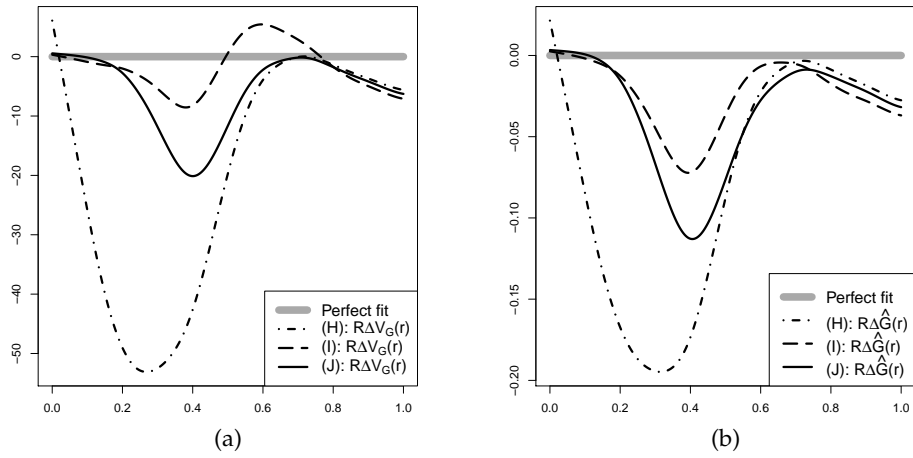 0
−10
−20
−30
−40
−50
0.0 0.2 0.4 0.6 0.8 1.0
Perfect fit
(H): RΔV_G(r)
(I): RΔV_G(r)
(J): RΔV_G(r)
(a)
0.00
−0.05
−0.10
−0.15
−0.20
0.0 0.2 0.4 0.6 0.8 1.0
Perfect fit
(H): RΔĜ(r)
(I): RΔĜ(r)
(J): RΔĜ(r)
(b)